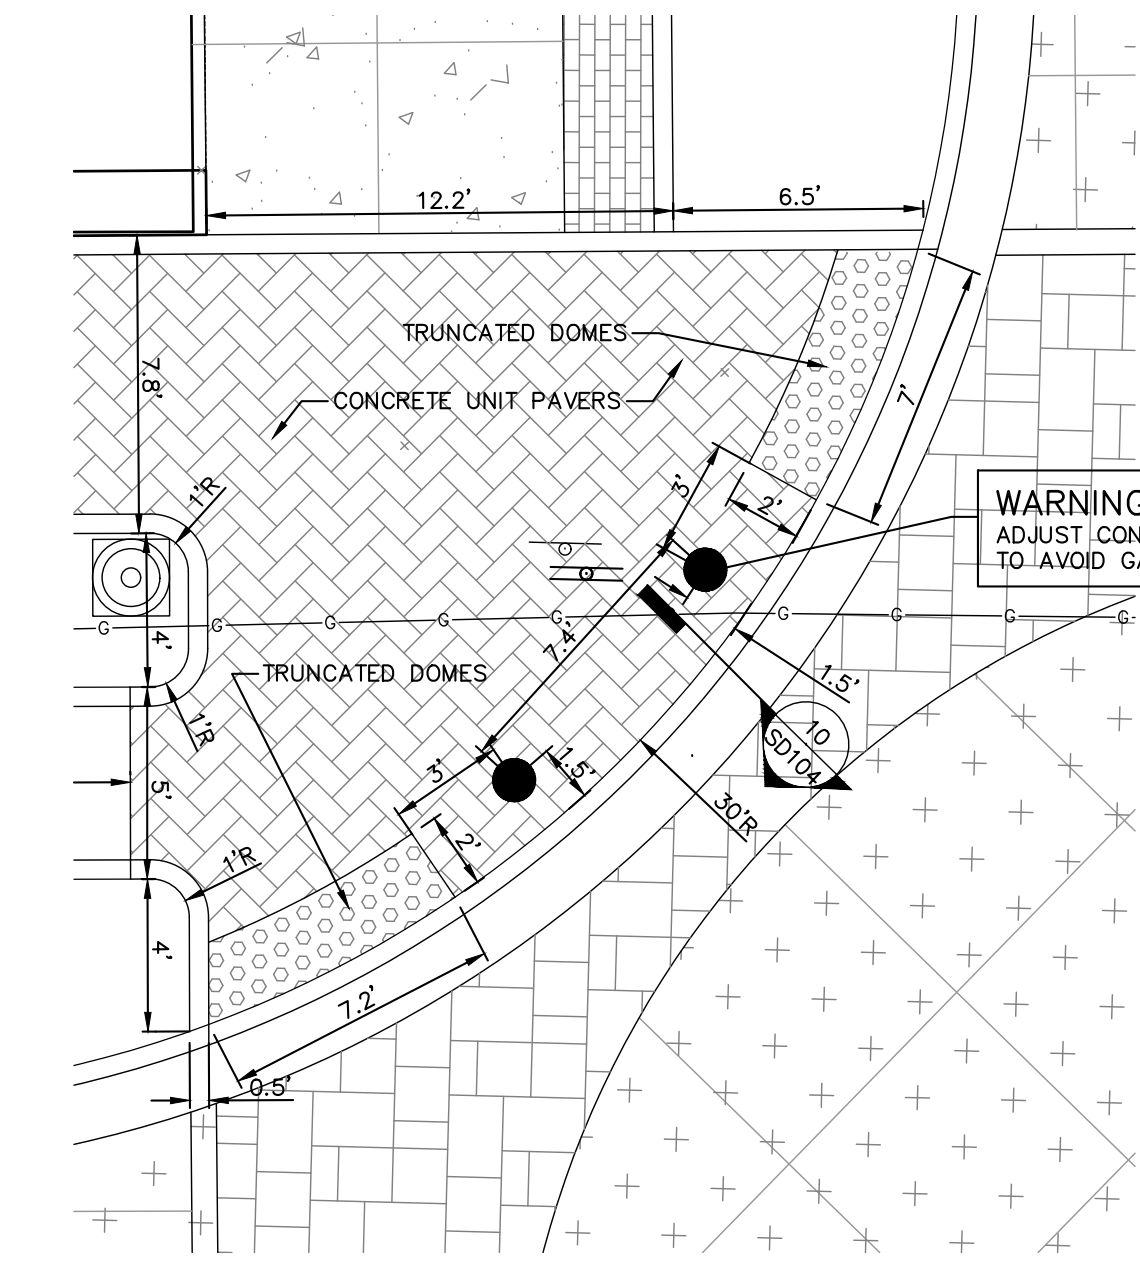 12.2'
6.5'
TRUNCATED DOMES
7.8'
CONCRETE UNIT PAVERS
7'
1'R
3'
2'
WARNING
ADJUST CON
TO AVOID GA
G G G G G G G G G G
4'
7.4'
TRUNCATED DOMES
1.5'
1'R
10
SD104
3'
1.5'
5'
30'R
2'
1'R
4'
7.2'
0.5'